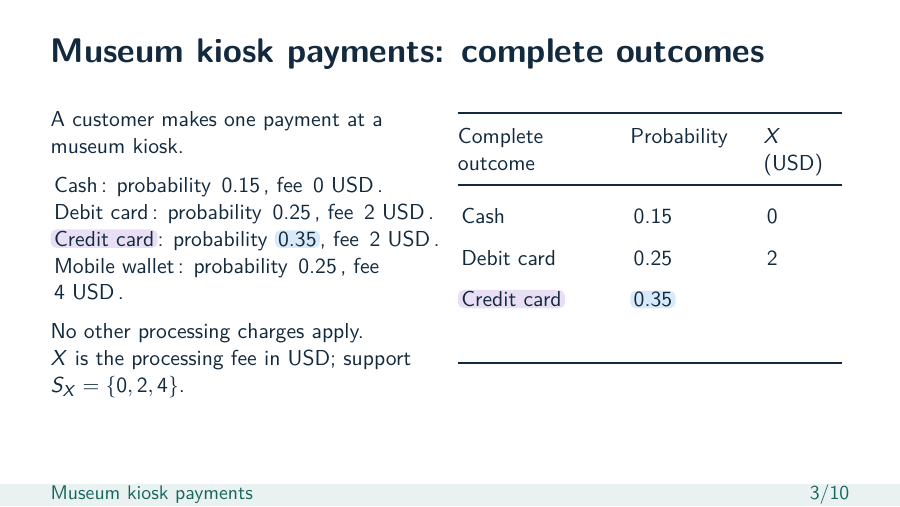 Museum kiosk payments: complete outcomes
A customer makes one payment at a
museum kiosk.
Cash: probability 0.15, fee 0 USD.
Debit card: probability 0.25, fee 2 USD.
Credit card: probability 0.35, fee 2 USD.
Mobile wallet: probability 0.25, fee
4 USD.
No other processing charges apply.
X is the processing fee in USD; support
S_X = {0, 2, 4}.
Complete outcome Probability X (USD)
Cash 0.15 0
Debit card 0.25 2
Credit card 0.35
Museum kiosk payments 3/10